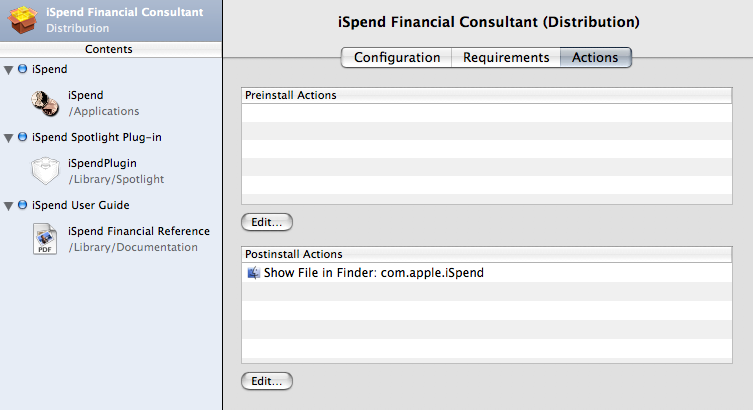 iSpend Financial Consultant
Distribution
Contents
iSpend
iSpend
/Applications
iSpend Spotlight Plug-in
iSpendPlugin
/Library/Spotlight
iSpend User Guide
iSpend Financial Reference
/Library/Documentation
PDF
iSpend Financial Consultant (Distribution)
Configuration Requirements Actions
Preinstall Actions
Edit...
Postinstall Actions
Show File in Finder: com.apple.iSpend
Edit...